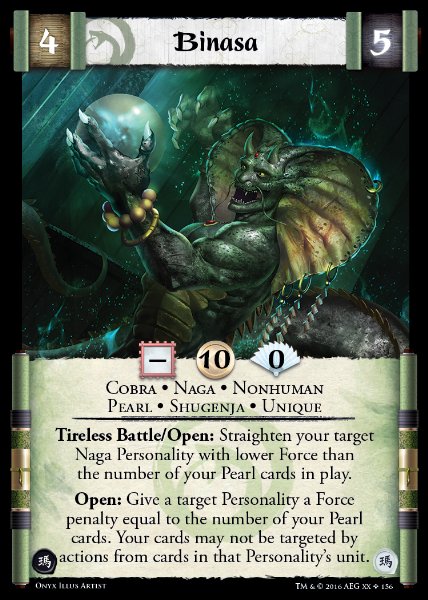 4 Binasa 5
– 10 0
Cobra • Naga • Nonhuman
Pearl • Shugenja • Unique
Tireless Battle/Open: Straighten your target
Naga Personality with lower Force than
the number of your Pearl cards in play.
Open: Give a target Personality a Force
penalty equal to the number of your Pearl
cards. Your cards may not be targeted by
actions from cards in that Personality's unit.
瑪 瑪
Onyx Illus Artist TM & © 2016 AEG XX ❖ 156